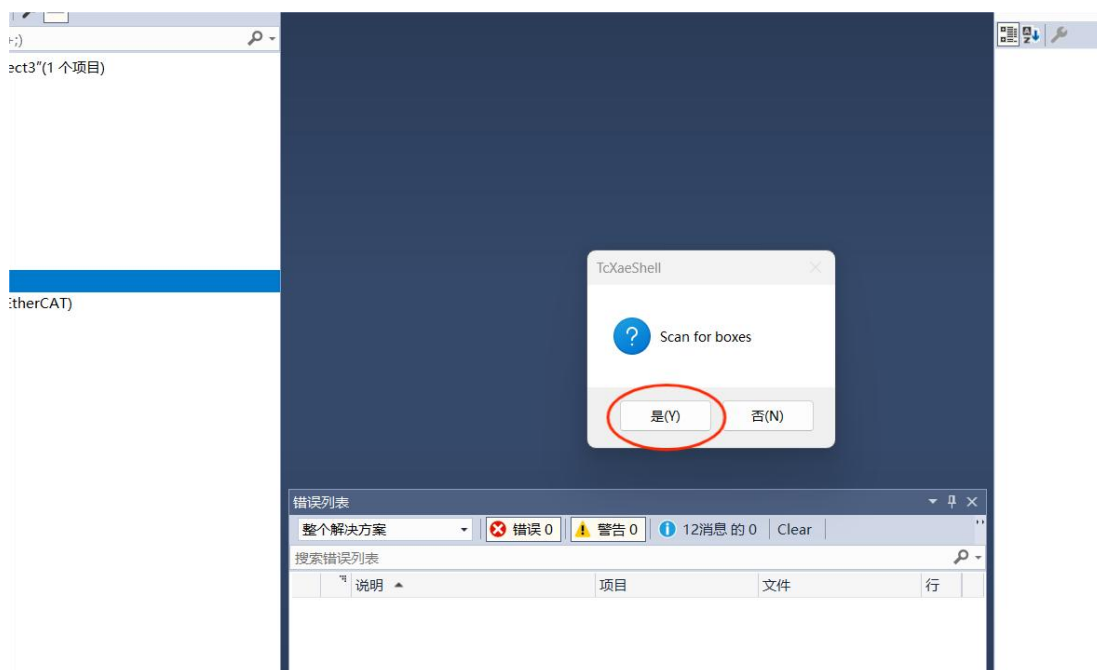 +;)
ect3"(1 个项目)
EtherCAT)
TcXaeShell
Scan for boxes
是(Y)
否(N)
错误列表
整个解决方案
错误 0
警告 0
12消息 的 0
Clear
搜索错误列表
说明
项目
文件
行